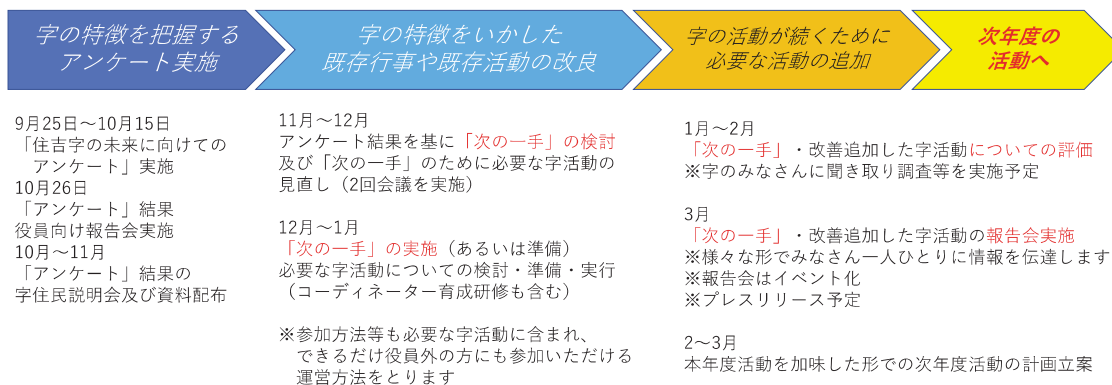 字の特徴を把握する
アンケート実施
字の特徴をいかした
既存行事や既存活動の改良
字の活動が続くために
必要な活動の追加
次年度の
活動へ
9月25日～10月15日
「住吉字の未来に向けての
アンケート」実施
10月26日
「アンケート」結果
役員向け報告会実施
10月～11月
「アンケート」結果の
字住民説明会及び資料配布
11月～12月
アンケート結果を基に「次の一手」の検討
及び「次の一手」のために必要な字活動の
見直し（2回会議を実施）
12月～1月
「次の一手」の実施（あるいは準備）
必要な字活動についての検討・準備・実行
（コーディネーター育成研修も含む）
※参加方法等も必要な字活動に含まれ、
できるだけ役員外の方にも参加いただける
運営方法をとります
1月～2月
「次の一手」・改善追加した字活動についての評価
※字のみなさんに聞き取り調査等を実施予定
3月
「次の一手」・改善追加した字活動の報告会実施
※様々な形でみなさん一人ひとりに情報を伝達します
※報告会はイベント化
※プレスリリース予定
2～3月
本年度活動を加味した形での次年度活動の計画立案